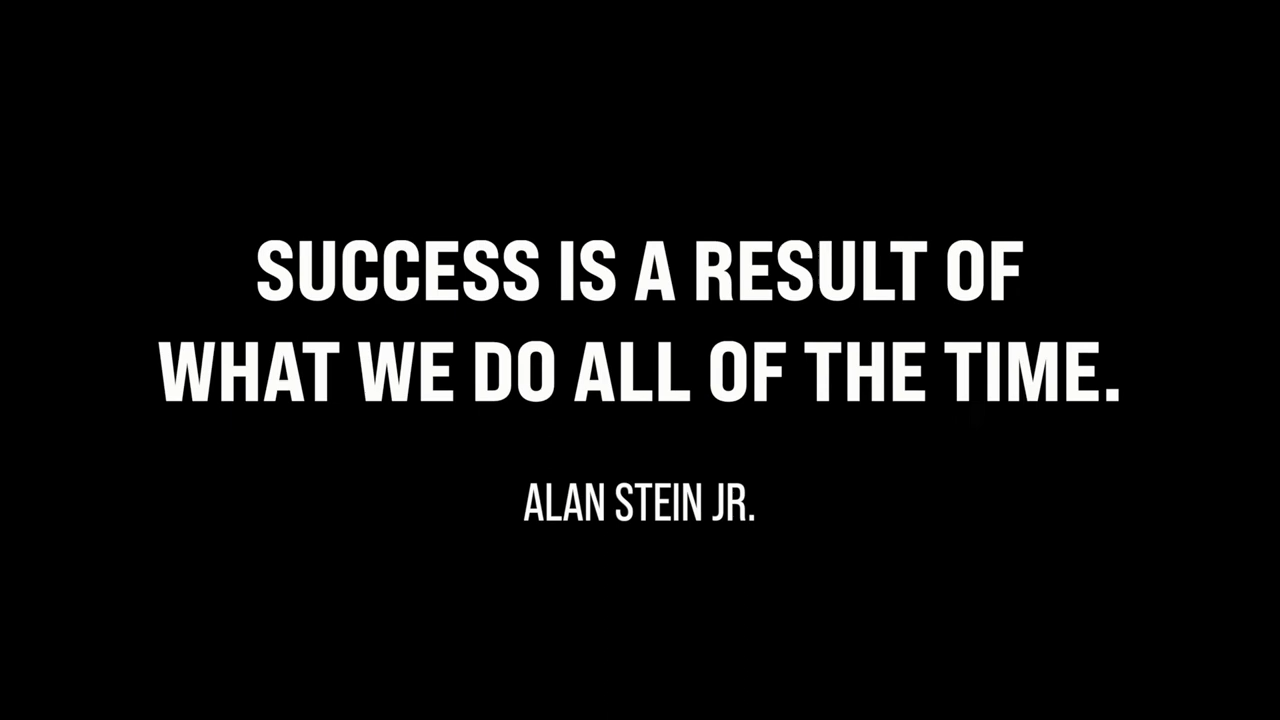 SUCCESS IS A RESULT OF
WHAT WE DO ALL OF THE TIME.
ALAN STEIN JR.